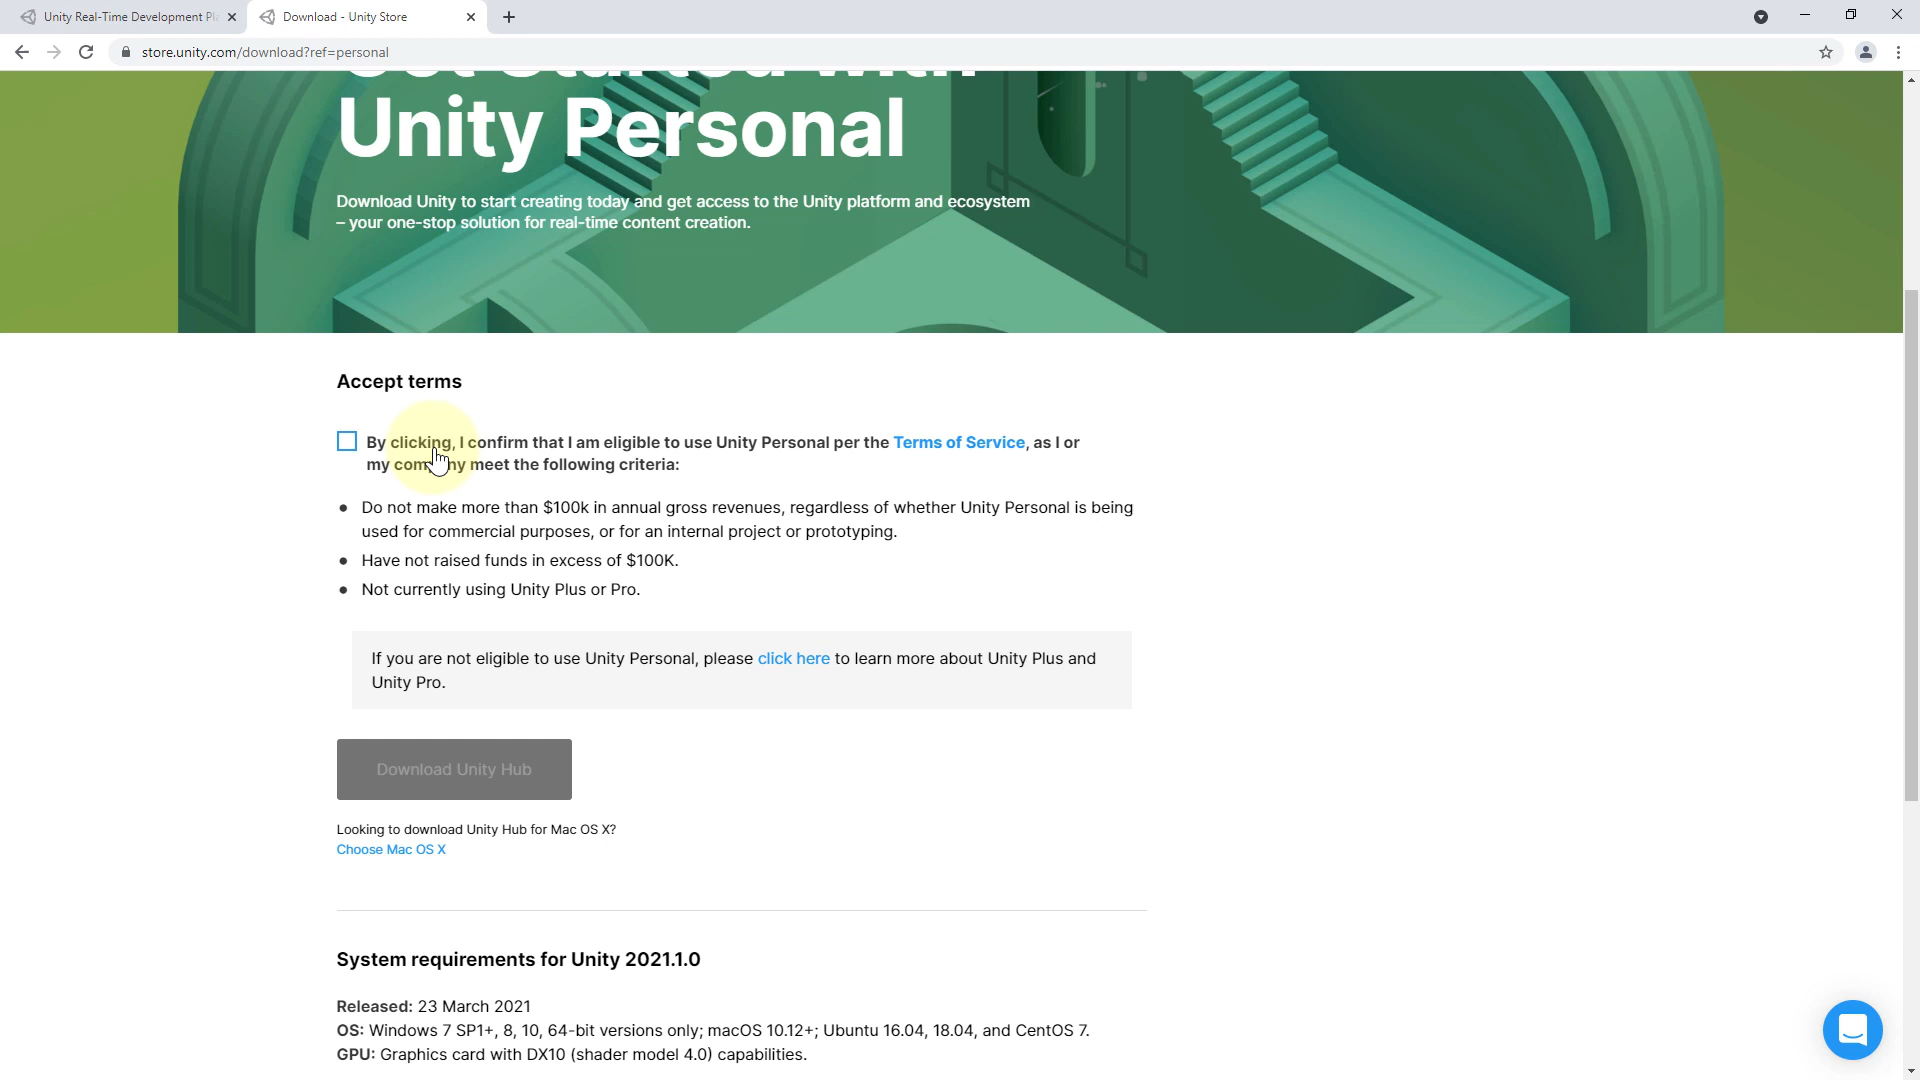 Unity Real-Time Development Pl
Download - Unity Store
store.unity.com/download?ref=personal
Get Started with
Unity Personal
Download Unity to start creating today and get access to the Unity platform and ecosystem
– your one-stop solution for real-time content creation.
Accept terms
By clicking, I confirm that I am eligible to use Unity Personal per the Terms of Service, as I or
my company meet the following criteria:
Do not make more than $100k in annual gross revenues, regardless of whether Unity Personal is being
used for commercial purposes, or for an internal project or prototyping.
Have not raised funds in excess of $100K.
Not currently using Unity Plus or Pro.
If you are not eligible to use Unity Personal, please click here to learn more about Unity Plus and
Unity Pro.
Download Unity Hub
Looking to download Unity Hub for Mac OS X?
Choose Mac OS X
System requirements for Unity 2021.1.0
Released: 23 March 2021
OS: Windows 7 SP1+, 8, 10, 64-bit versions only; macOS 10.12+; Ubuntu 16.04, 18.04, and CentOS 7.
GPU: Graphics card with DX10 (shader model 4.0) capabilities.